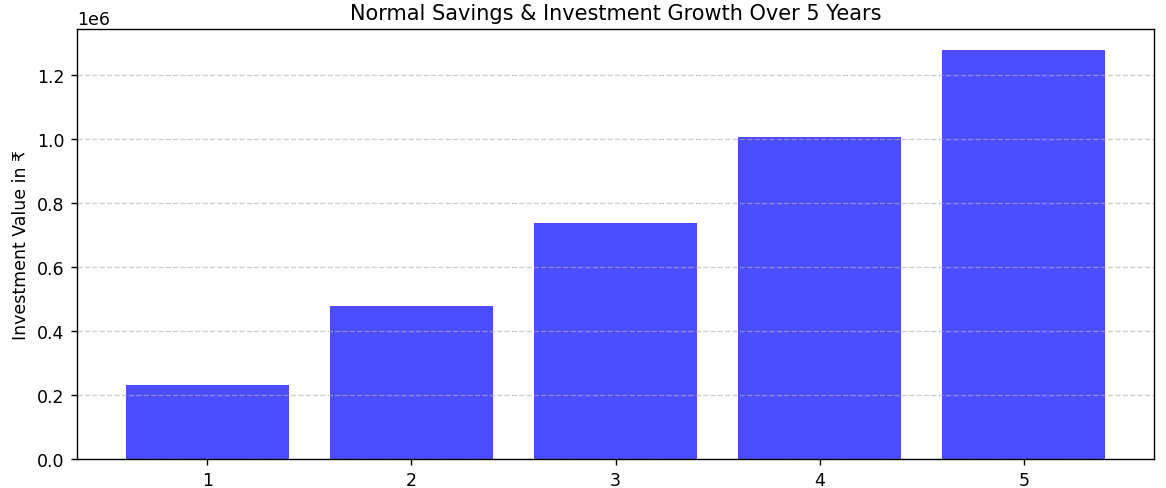 Normal Savings & Investment Growth Over 5 Years
1e6
Investment Value in ₹
1.2
1.0
0.8
0.6
0.4
0.2
0.0
1 2 3 4 5